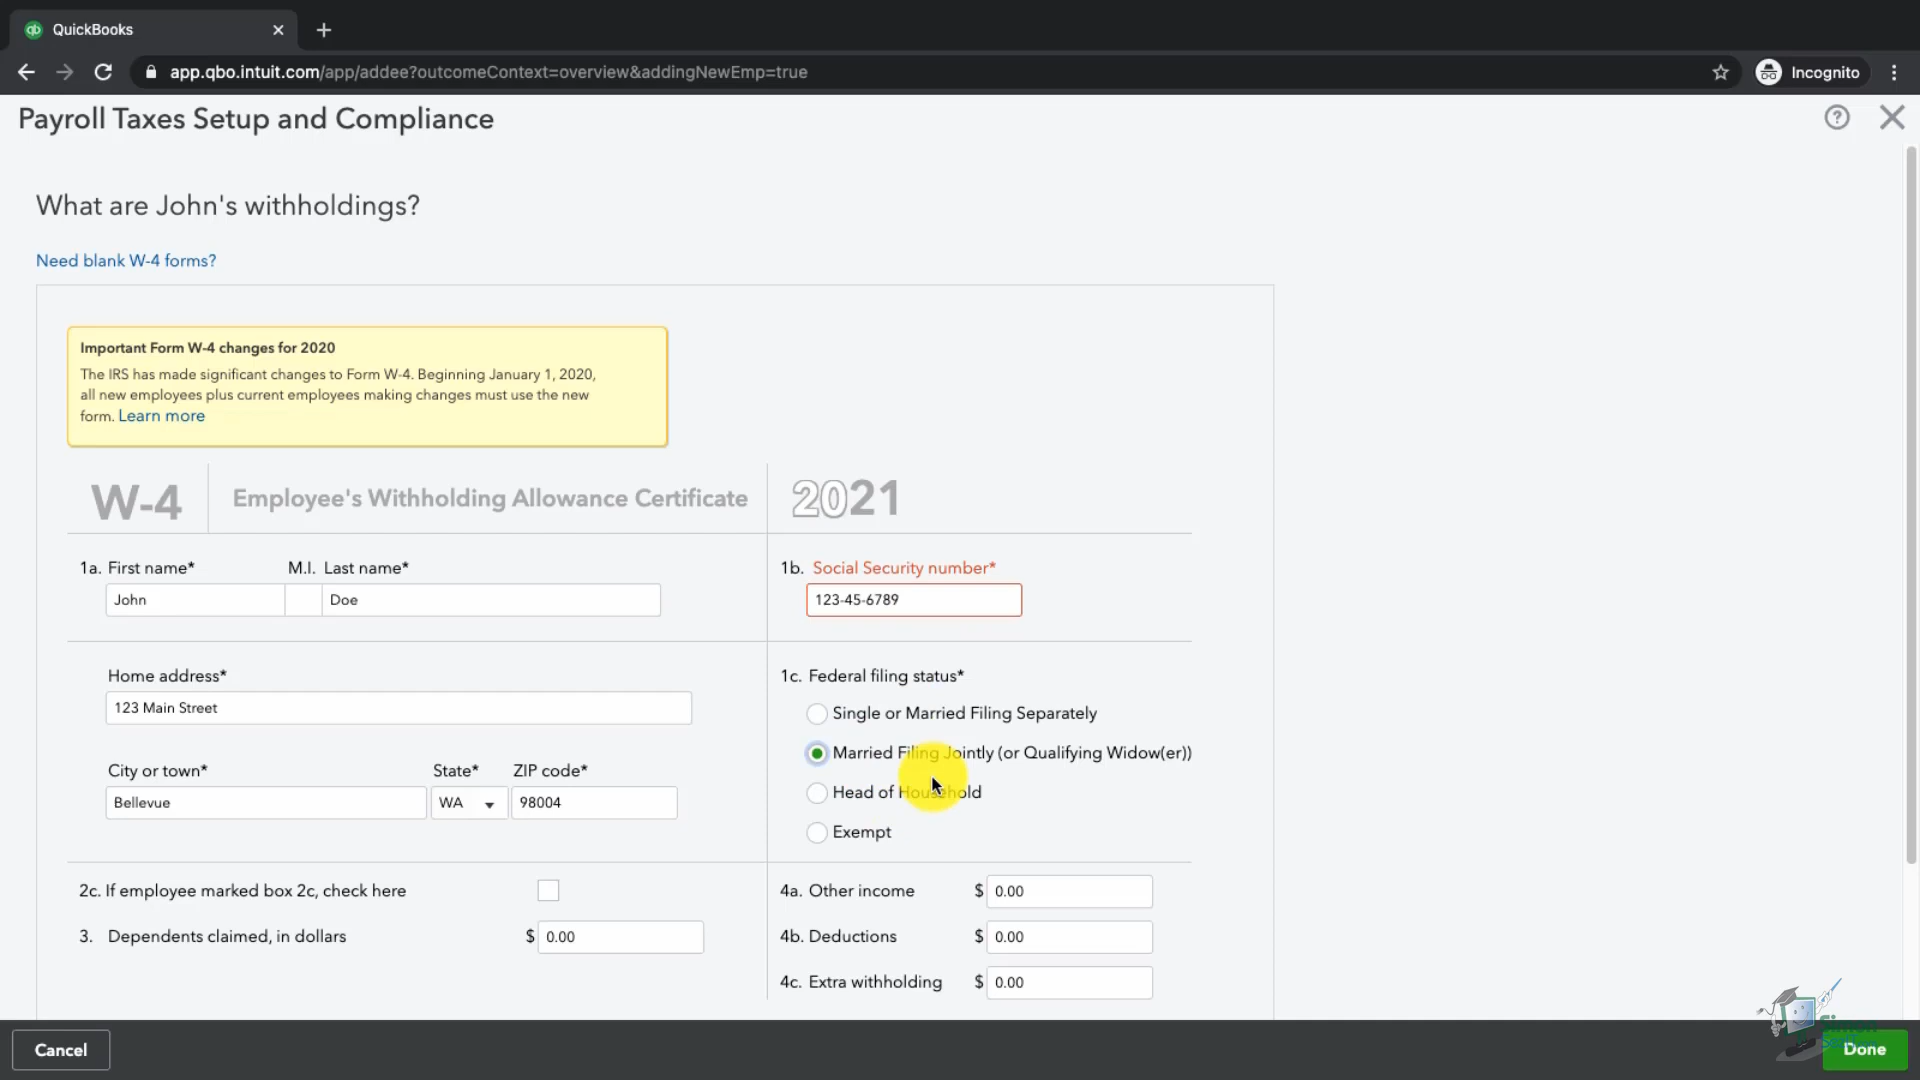 QuickBooks
app.qbo.intuit.com/app/addee?outcomeContext=overview&addingNewEmp=true
Incognito
Payroll Taxes Setup and Compliance
What are John's withholdings?
Need blank W-4 forms?
Important Form W-4 changes for 2020
The IRS has made significant changes to Form W-4. Beginning January 1, 2020,
all new employees plus current employees making changes must use the new
form. Learn more
W-4 Employee's Withholding Allowance Certificate 2021
1a. First name* M.I. Last name* 1b. Social Security number*
John Doe 123-45-6789
Home address* 1c. Federal filing status*
123 Main Street
Single or Married Filing Separately
Married Filing Jointly (or Qualifying Widow(er))
Head of Household
Exempt
City or town* State* ZIP code*
Bellevue WA 98004
2c. If employee marked box 2c, check here 4a. Other income $ 0.00
3. Dependents claimed, in dollars $ 0.00 4b. Deductions $ 0.00
4c. Extra withholding $ 0.00
Cancel Done